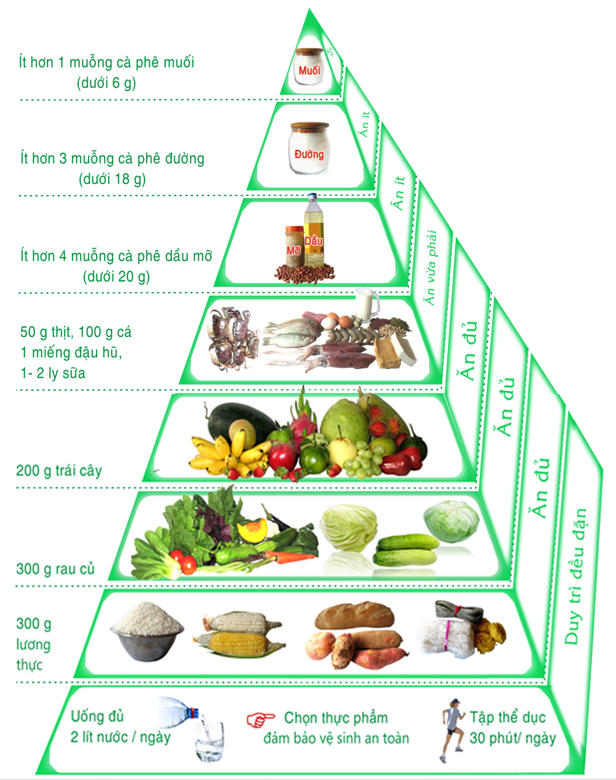 Ít hơn 1 muỗng cà phê muối
(dưới 6 g)
Muối
Ít hơn 3 muỗng cà phê đường
(dưới 18 g)
Đường
Ăn ít
Ít hơn 4 muỗng cà phê dầu mỡ
(dưới 20 g)
Mỡ
Dầu
Ăn ít
50 g thịt, 100 g cá
1 miếng đậu hũ,
1- 2 ly sữa
Ăn vừa phải
200 g trái cây
Ăn đủ
300 g rau củ
Ăn đủ
300 g
lương
thực
Ăn đủ
Uống đủ
2 lít nước / ngày
Chọn thực phẩm
đảm bảo vệ sinh an toàn
Tập thể dục
30 phút/ ngày
Duy trì đều đặn